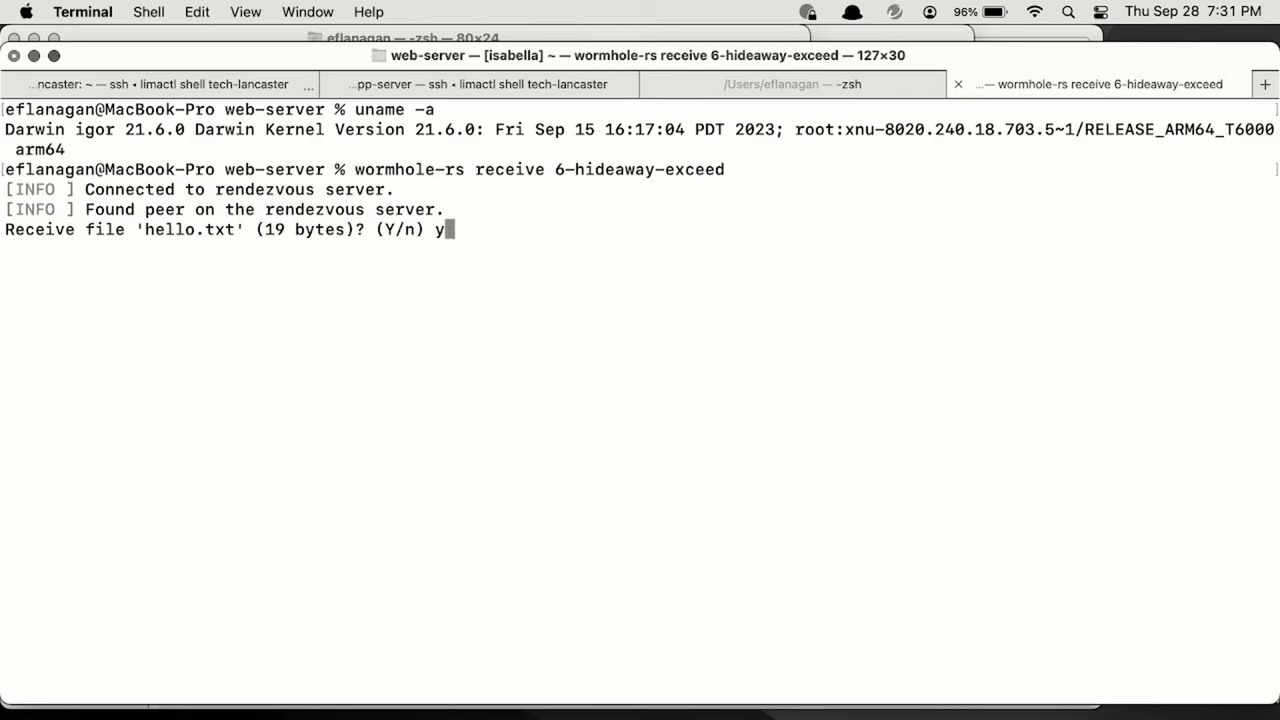 Terminal Shell Edit View Window Help 96% Thu Sep 28 7:31 PM
eflanagan — -zsh — 80×24
web-server — [isabella] ~ — wormhole-rs receive 6-hideaway-exceed — 127×30
...ncaster: ~ — ssh • limactl shell tech-lancaster ... ...pp-server — ssh • limactl shell tech-lancaster /Users/eflanagan — -zsh ...— wormhole-rs receive 6-hideaway-exceed
[eflanagan@MacBook-Pro web-server % uname -a ]
Darwin igor 21.6.0 Darwin Kernel Version 21.6.0: Fri Sep 15 16:17:04 PDT 2023; root:xnu-8020.240.18.703.5~1/RELEASE_ARM64_T6000
arm64
[eflanagan@MacBook-Pro web-server % wormhole-rs receive 6-hideaway-exceed ]
[INFO ] Connected to rendezvous server.
[INFO ] Found peer on the rendezvous server.
Receive file 'hello.txt' (19 bytes)? (Y/n) y